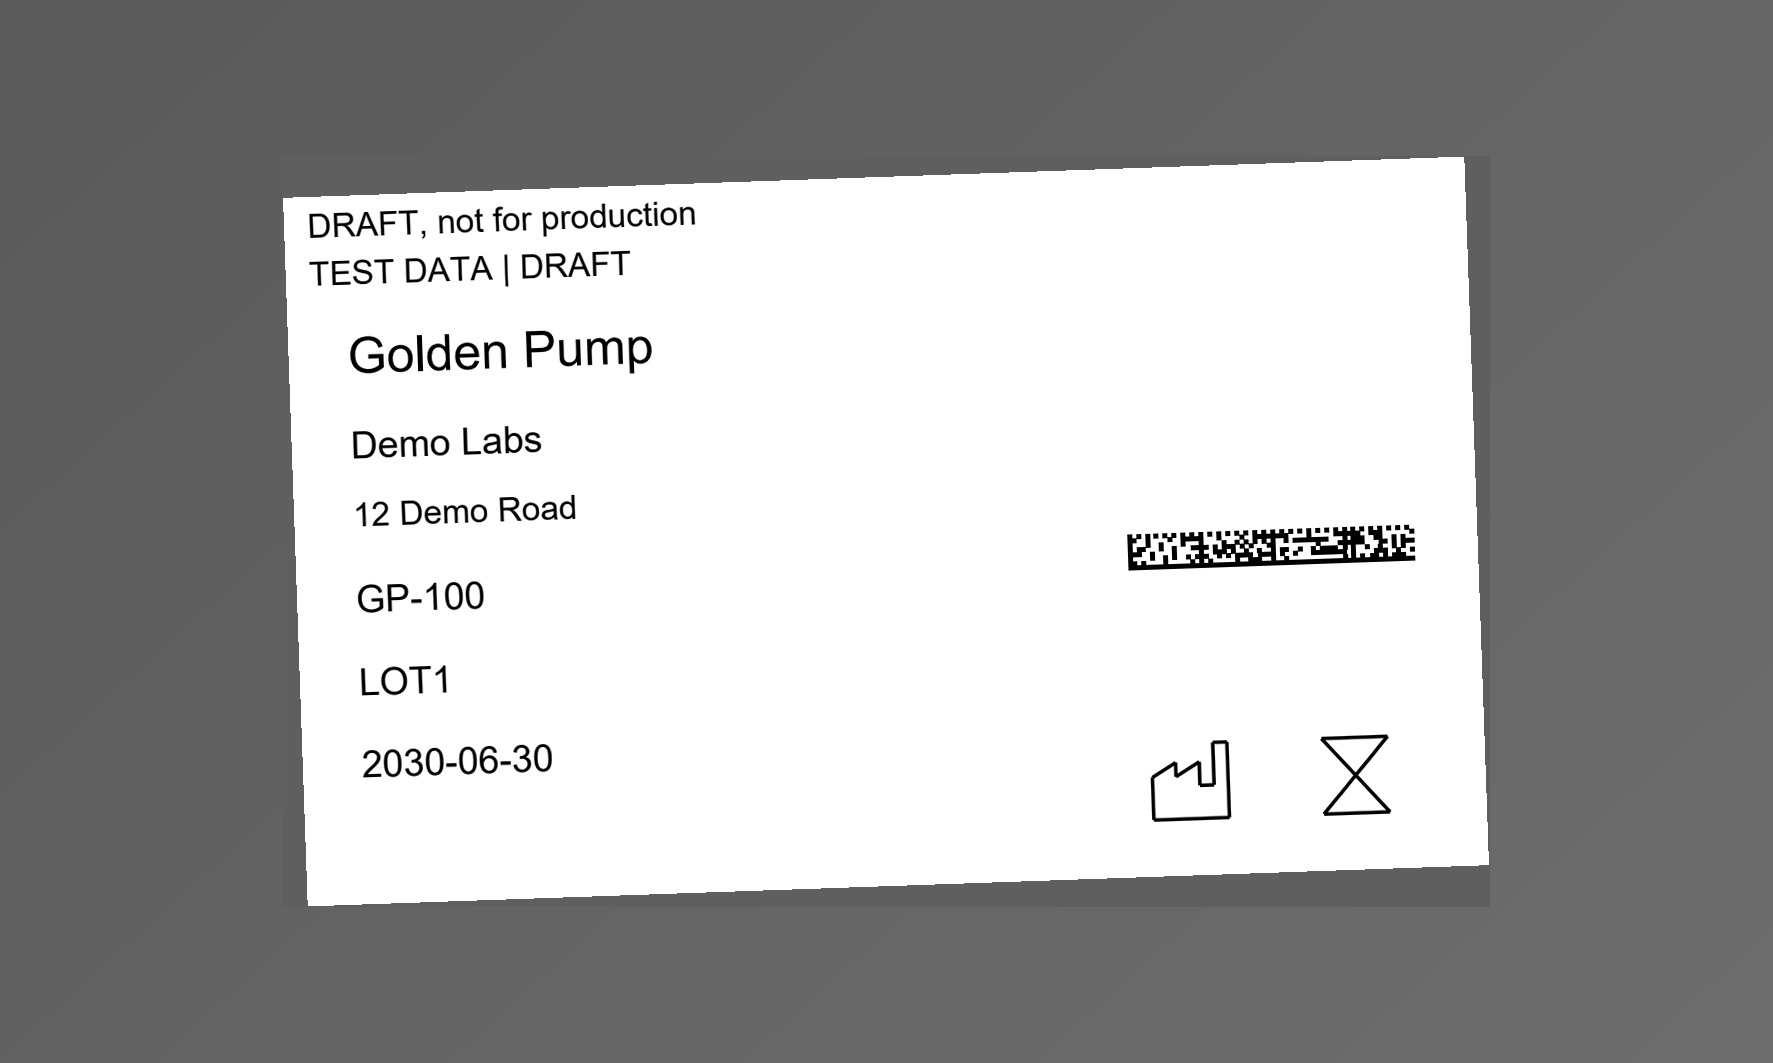 DRAFT, not for production
TEST DATA | DRAFT
Golden Pump
Demo Labs
12 Demo Road
GP-100
LOT1
2030-06-30